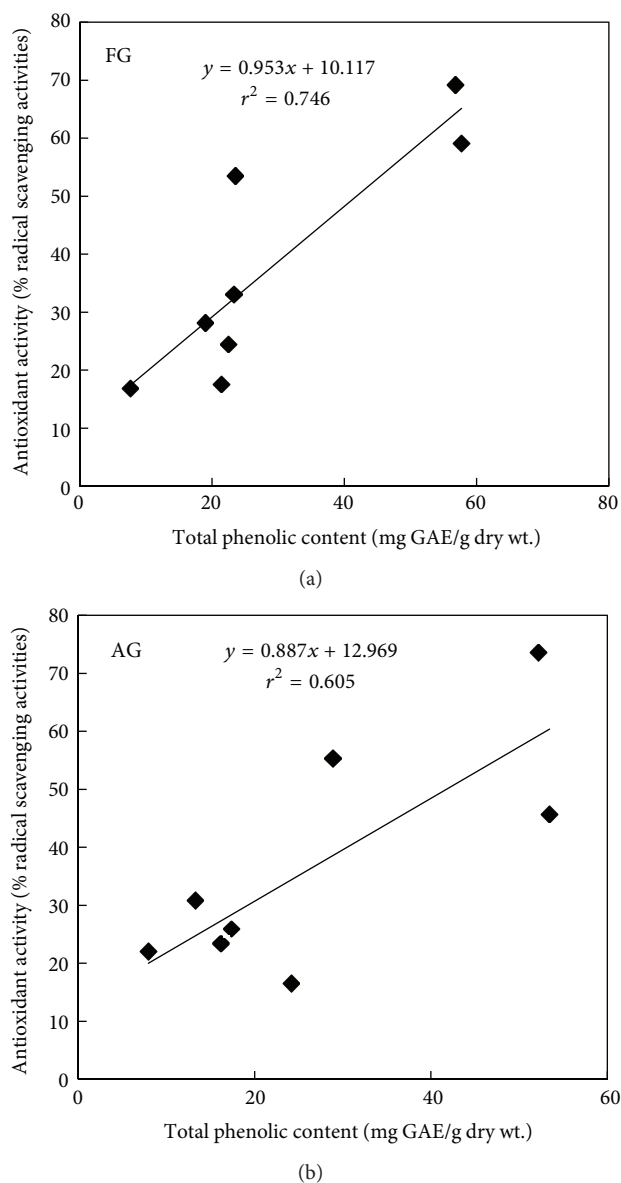 FG
y = 0.953x + 10.117
r² = 0.746
80
70
60
50
40
30
20
10
0
0 20 40 60 80
Antioxidant activity (% radical scavenging activities)
Total phenolic content (mg GAE/g dry wt.)
(a)
AG
y = 0.887x + 12.969
r² = 0.605
80
70
60
50
40
30
20
10
0
0 20 40 60
Antioxidant activity (% radical scavenging activities)
Total phenolic content (mg GAE/g dry wt.)
(b)